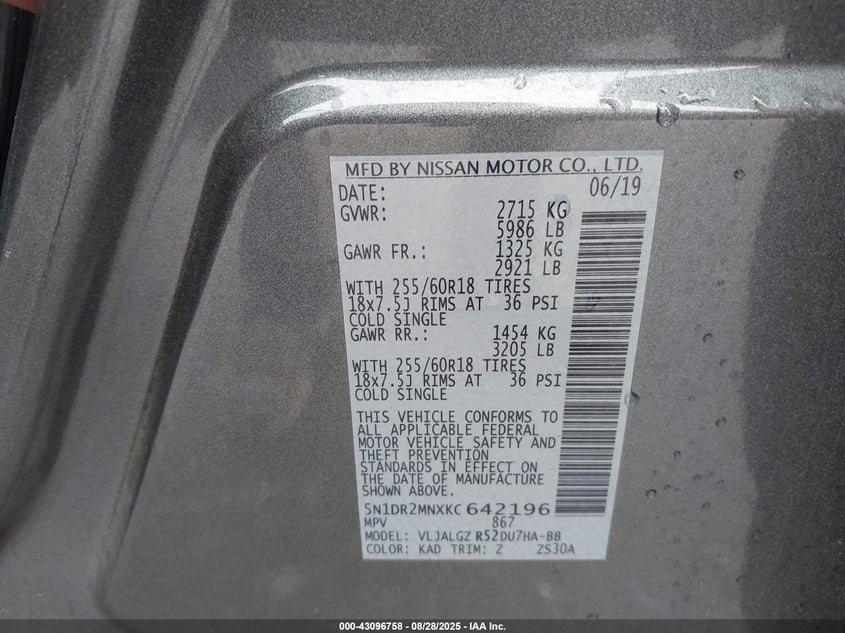 MFD BY NISSAN MOTOR CO., LTD.
DATE: 06/19
GVWR: 2715 KG
5986 LB
GAWR FR.: 1325 KG
2921 LB
WITH 255/60R18 TIRES
18x7.5J RIMS AT 36 PSI
COLD SINGLE
GAWR RR.: 1454 KG
3205 LB
WITH 255/60R18 TIRES
18x7.5J RIMS AT 36 PSI
COLD SINGLE
THIS VEHICLE CONFORMS TO
ALL APPLICABLE FEDERAL
MOTOR VEHICLE SAFETY AND
THEFT PREVENTION
STANDARDS IN EFFECT ON
THE DATE OF MANUFACTURE
SHOWN ABOVE.
5N1DR2MNXKC642196
MPV 867
MODEL: VLJALGZ R52DU7HA-BB
COLOR: KAD TRIM: Z ZS30A
000-43096758 - 08/28/2025 - IAA Inc.